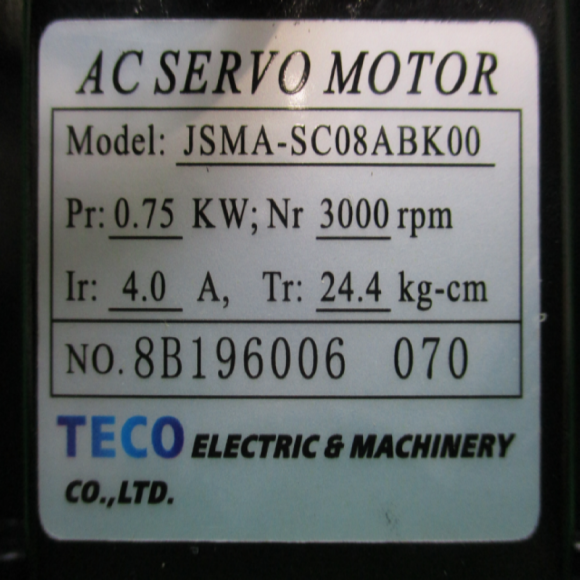 AC SERVO MOTOR
Model: JSMA-SC08ABK00
Pr: 0.75 KW; Nr 3000 rpm
Ir: 4.0 A, Tr: 24.4 kg-cm
NO. 8B196006 070
TECO ELECTRIC & MACHINERY
CO.,LTD.